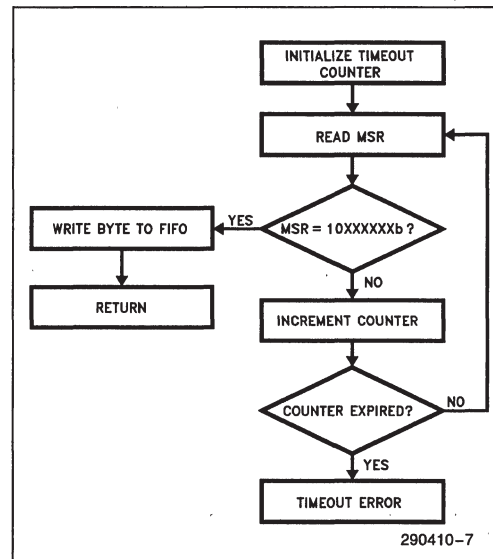 INITIALIZE TIMEOUT
COUNTER
READ MSR
MSR = 10XXXXXXb ?
YES
WRITE BYTE TO FIFO
RETURN
NO
INCREMENT COUNTER
COUNTER EXPIRED?
NO
YES
TIMEOUT ERROR
290410-7